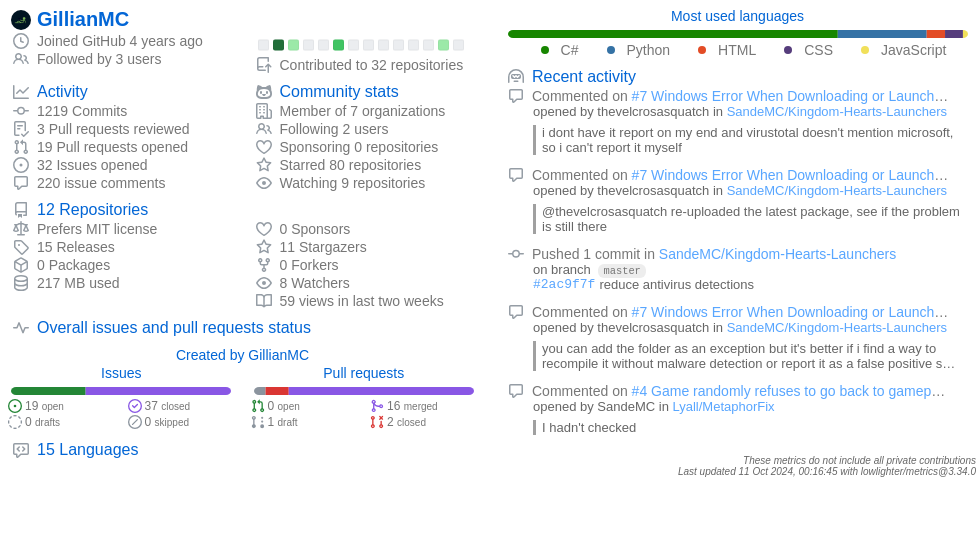 GillianMC
Joined GitHub 4 years ago
Followed by 3 users
Contributed to 32 repositories
Activity
1219 Commits
3 Pull requests reviewed
19 Pull requests opened
32 Issues opened
220 issue comments
Community stats
Member of 7 organizations
Following 2 users
Sponsoring 0 repositories
Starred 80 repositories
Watching 9 repositories
12 Repositories
Prefers MIT license
15 Releases
0 Packages
217 MB used
0 Sponsors
11 Stargazers
0 Forkers
8 Watchers
59 views in last two weeks
Overall issues and pull requests status
Created by GillianMC
Issues
19 open
37 closed
0 drafts
0 skipped
Pull requests
0 open
16 merged
1 draft
2 closed
15 Languages
Most used languages
C# Python HTML CSS JavaScript
Recent activity
Commented on #7 Windows Error When Downloading or Launch…
opened by thevelcrosasquatch in SandeMC/Kingdom-Hearts-Launchers
i dont have it report on my end and virustotal doesn't mention microsoft,
so i can't report it myself
Commented on #7 Windows Error When Downloading or Launch…
opened by thevelcrosasquatch in SandeMC/Kingdom-Hearts-Launchers
@thevelcrosasquatch re-uploaded the latest package, see if the problem
is still there
Pushed 1 commit in SandeMC/Kingdom-Hearts-Launchers
on branch master
#2ac9f7f reduce antivirus detections
Commented on #7 Windows Error When Downloading or Launch…
opened by thevelcrosasquatch in SandeMC/Kingdom-Hearts-Launchers
you can add the folder as an exception but it's better if i find a way to
recompile it without malware detection or report it as a false positive s…
Commented on #4 Game randomly refuses to go back to gamep…
opened by SandeMC in Lyall/MetaphorFix
I hadn't checked
These metrics do not include all private contributions
Last updated 11 Oct 2024, 00:16:45 with lowlighter/metrics@3.34.0